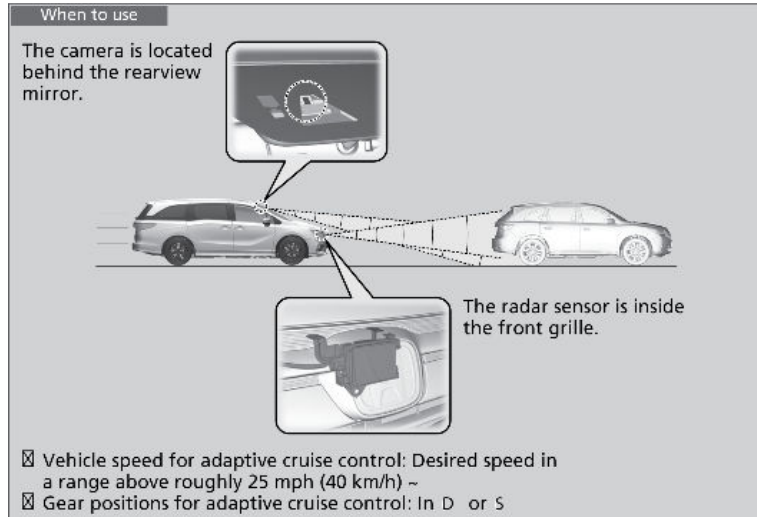 When to use
The camera is located
behind the rearview
mirror.
The radar sensor is inside
the front grille.
Vehicle speed for adaptive cruise control: Desired speed in
a range above roughly 25 mph (40 km/h) ~
Gear positions for adaptive cruise control: In D or S